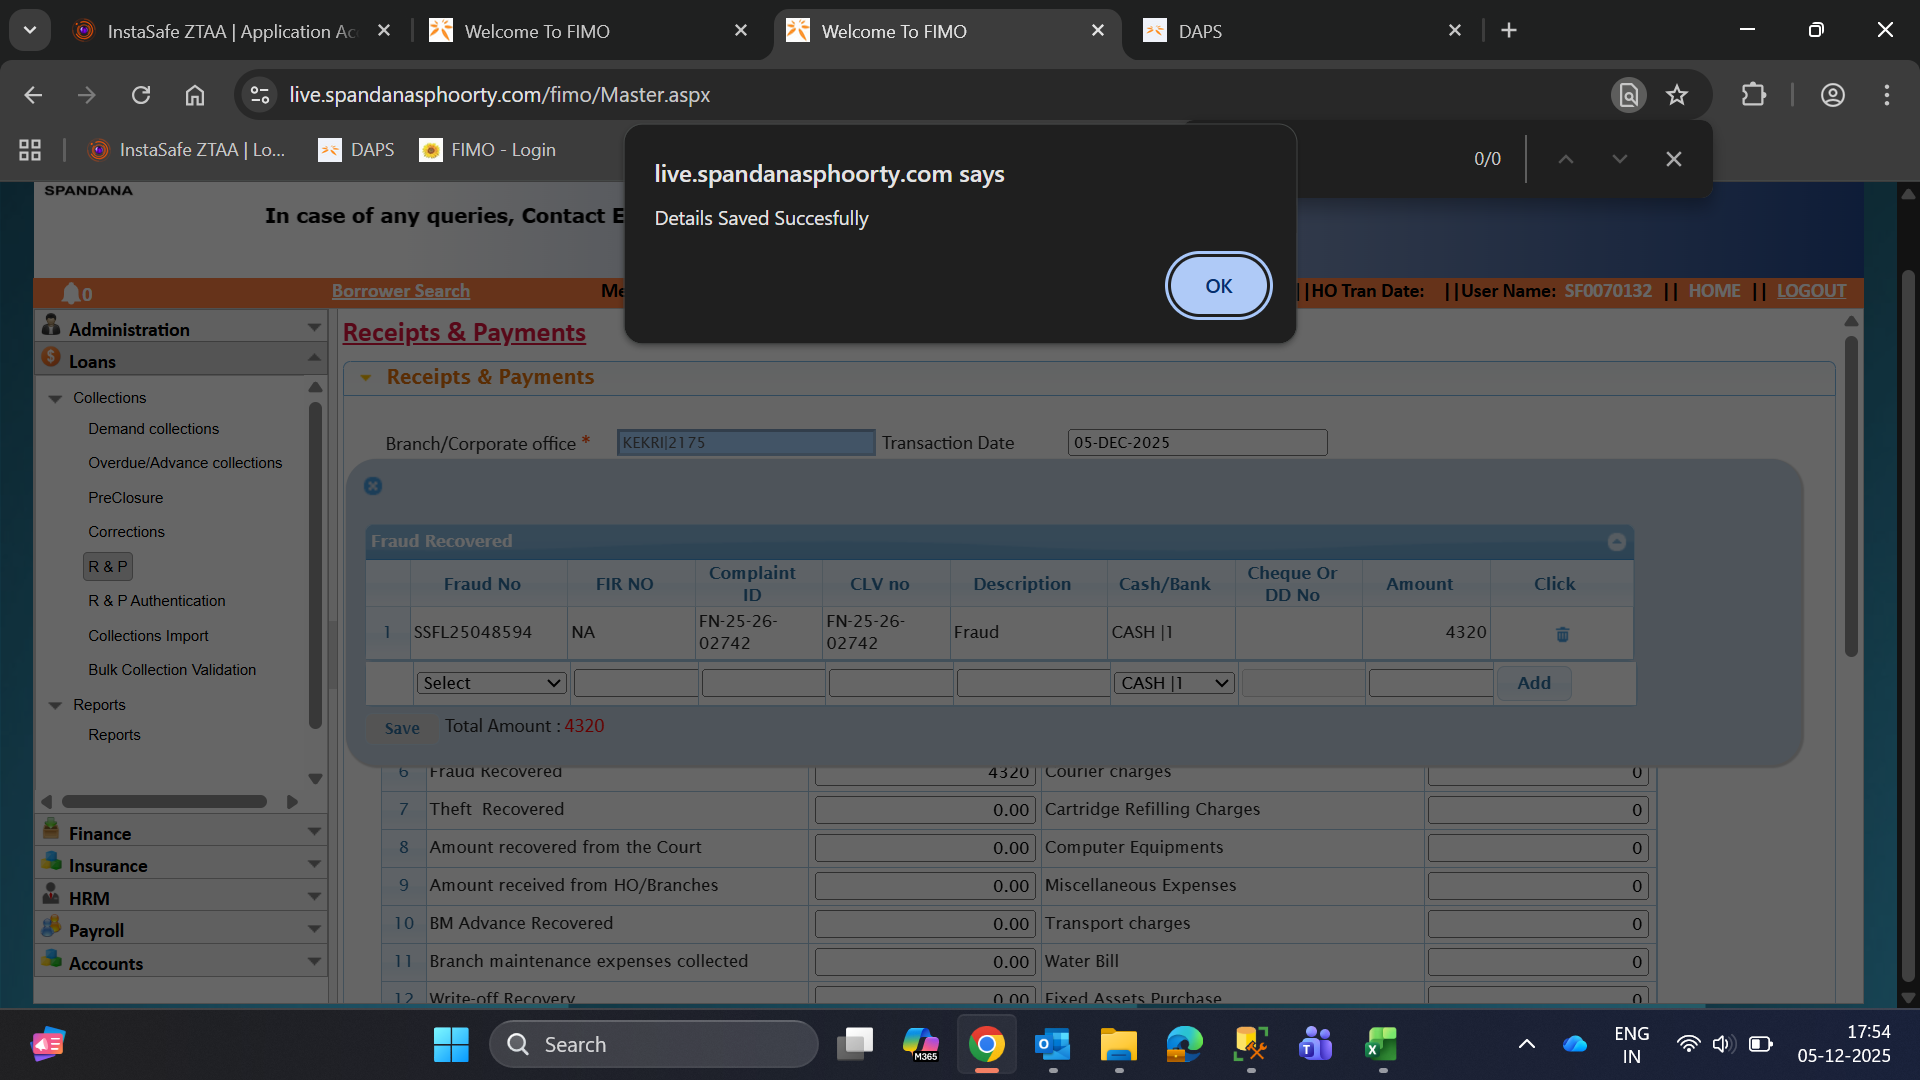 InstaSafe ZTAA | Application Acc
Welcome To FIMO
Welcome To FIMO
DAPS
live.spandanasphoorty.com/fimo/Master.aspx
InstaSafe ZTAA | Lo...
DAPS
FIMO - Login
0/0
live.spandanasphoorty.com says
Details Saved Succesfully
OK
SPANDANA
In case of any queries, Contact E
0
Borrower Search
Me
||HO Tran Date: ||User Name: SF0070132 || HOME || LOGOUT
Administration
Loans
Collections
Demand collections
Overdue/Advance collections
PreClosure
Corrections
R & P
R & P Authentication
Collections Import
Bulk Collection Validation
Reports
Reports
Finance
Insurance
HRM
Payroll
Accounts
Receipts & Payments
Receipts & Payments
Branch/Corporate office * KEKRI|2175 Transaction Date 05-DEC-2025
Fraud Recovered
Fraud No FIR NO Complaint ID CLV no Description Cash/Bank Cheque Or DD No Amount Click
1 SSFL25048594 NA FN-25-26-02742 FN-25-26-02742 Fraud CASH |1 4320
Select CASH |1 Add
Save Total Amount : 4320
6 Fraud Recovered 4320 Courier charges 0
7 Theft Recovered 0.00 Cartridge Refilling Charges 0
8 Amount recovered from the Court 0.00 Computer Equipments 0
9 Amount received from HO/Branches 0.00 Miscellaneous Expenses 0
10 BM Advance Recovered 0.00 Transport charges 0
11 Branch maintenance expenses collected 0.00 Water Bill 0
12 Write-off Recovery 0.00 Fixed Assets Purchase 0
Search
M365
ENG
IN
17:54
05-12-2025